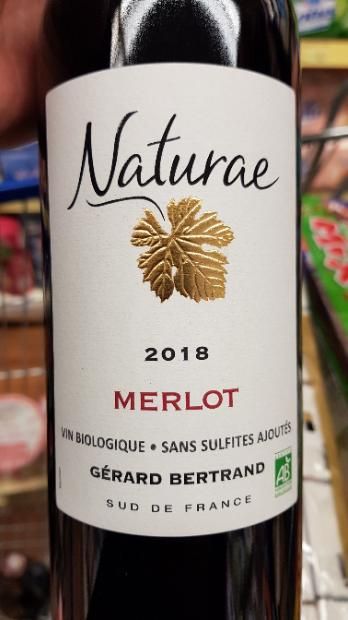 Naturae
2018
MERLOT
VIN BIOLOGIQUE • SANS SULFITES AJOUTÉS
GÉRARD BERTRAND
AB
SUD DE FRANCE